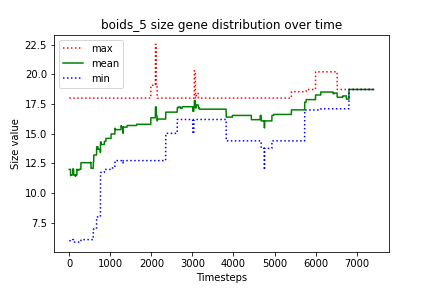 boids_5 size gene distribution over time
max
mean
min
22.5
20.0
17.5
15.0
12.5
10.0
7.5
Size value
0 1000 2000 3000 4000 5000 6000 7000
Timesteps